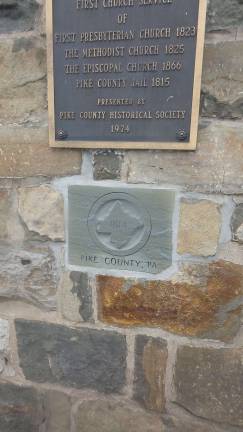 FIRST CHURCH SERVICE
OF
FIRST PRESBYTERIAN CHURCH 1823
THE METHODIST CHURCH 1825
THE EPISCOPAL CHURCH 1866
PIKE COUNTY JAIL 1815
PRESENTED BY
PIKE COUNTY HISTORICAL SOCIETY
1974
PIKE COUNTY, PA